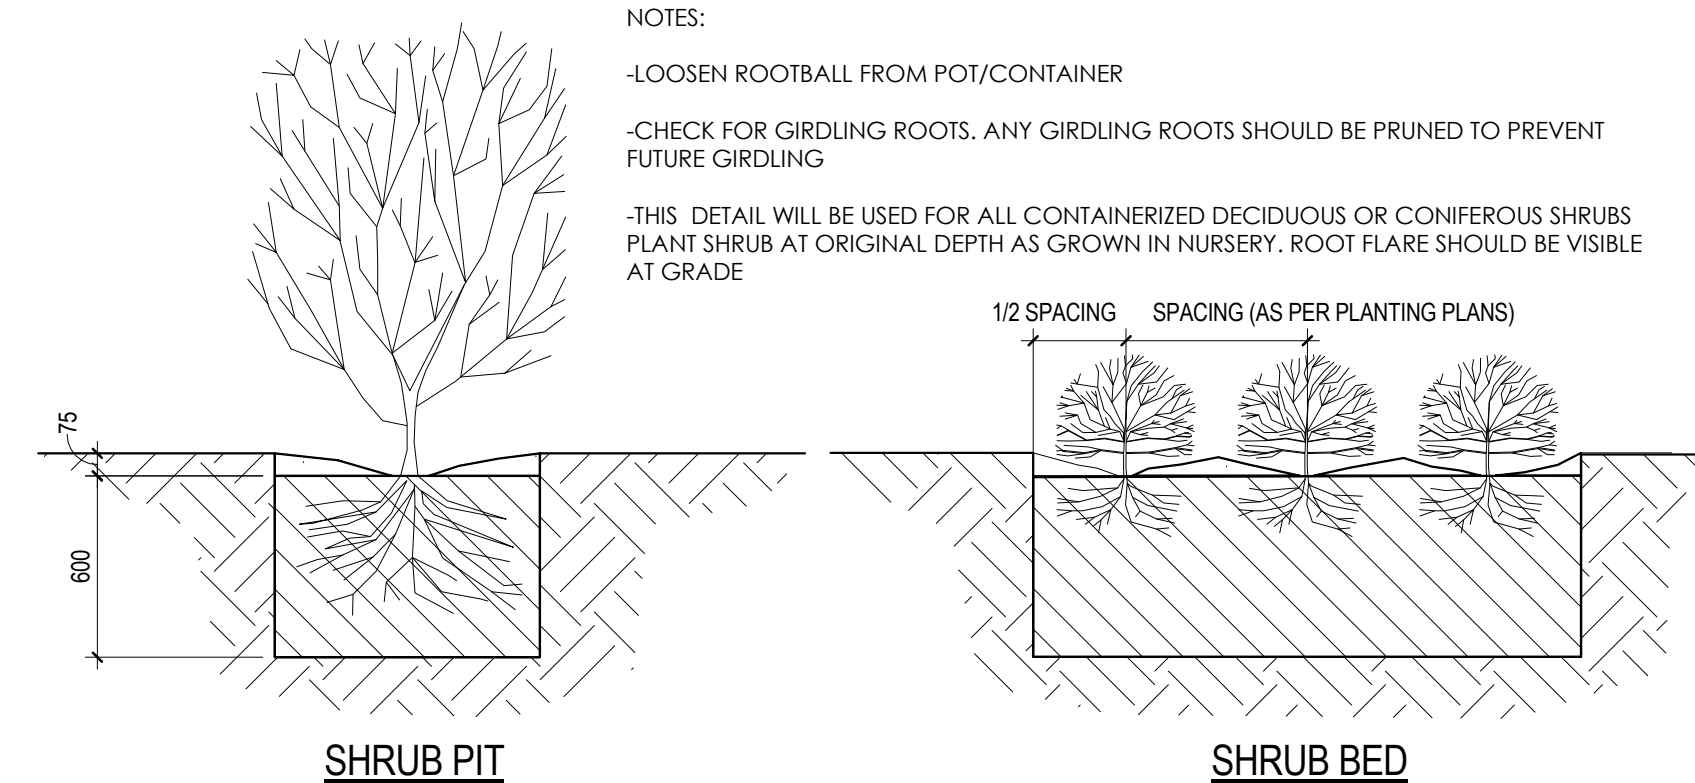 NOTES:
-LOOSEN ROOTBALL FROM POT/CONTAINER
-CHECK FOR GIRDLING ROOTS. ANY GIRDLING ROOTS SHOULD BE PRUNED TO PREVENT
FUTURE GIRDLING
-THIS  DETAIL WILL BE USED FOR ALL CONTAINERIZED DECIDUOUS OR CONIFEROUS SHRUBS
PLANT SHRUB AT ORIGINAL DEPTH AS GROWN IN NURSERY. ROOT FLARE SHOULD BE VISIBLE
AT GRADE
1/2 SPACING
SPACING (AS PER PLANTING PLANS)
75
600
SHRUB PIT
SHRUB BED